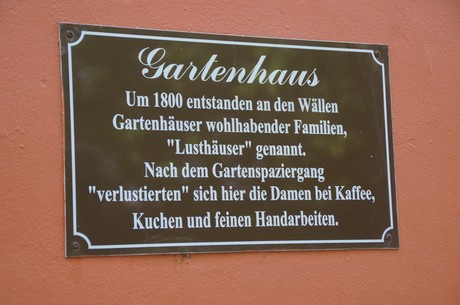 Gartenhaus
Um 1800 entstanden an den Wällen
Gartenhäuser wohlhabender Familien,
"Lusthäuser" genannt.
Nach dem Gartenspaziergang
"verlustierten" sich hier die Damen bei Kaffee,
Kuchen und feinen Handarbeiten.